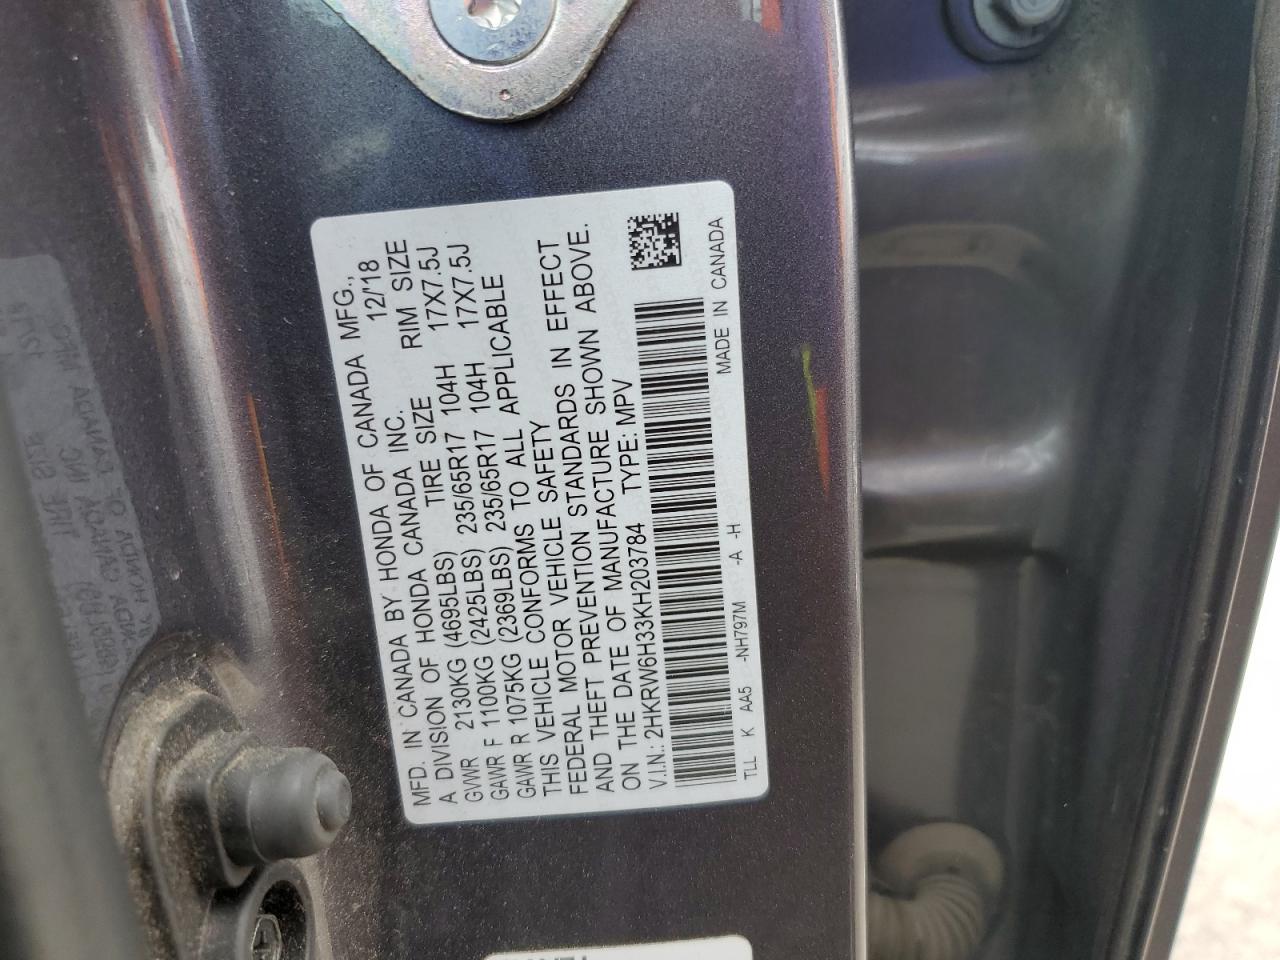 MFD. IN CANADA BY HONDA OF CANADA MFG.,
A DIVISION OF HONDA CANADA INC. 12/'18
GVWR 2130KG (4695LBS) TIRE SIZE RIM SIZE
GAWR F 1100KG (2425LBS) 235/65R17 104H 17X7.5J
GAWR R 1075KG (2369LBS) 235/65R17 104H 17X7.5J
THIS VEHICLE CONFORMS TO ALL APPLICABLE
FEDERAL MOTOR VEHICLE SAFETY
AND THEFT PREVENTION STANDARDS IN EFFECT
ON THE DATE OF MANUFACTURE SHOWN ABOVE.
V.I.N.: 2HKRW6H33KH203784 TYPE: MPV
MADE IN CANADA
TLL K AA5 -NH797M -A -H